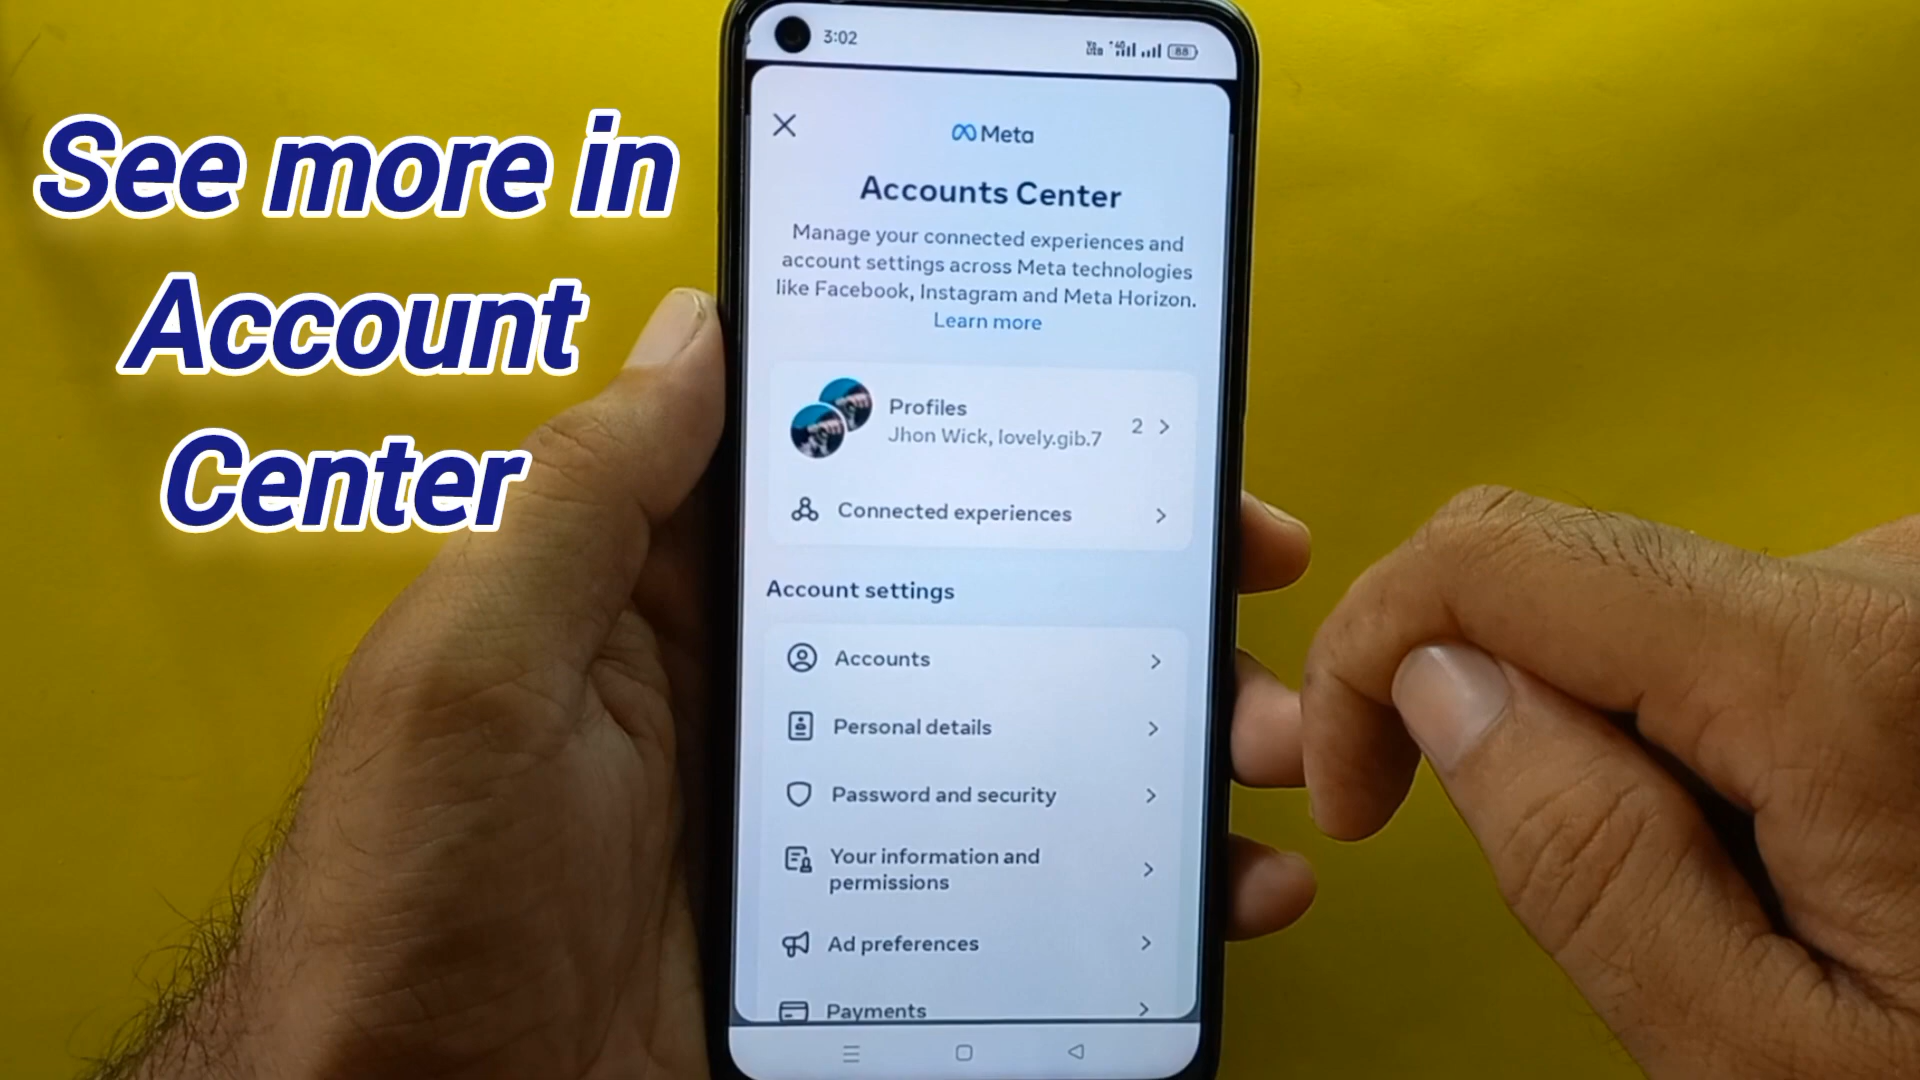 See more in
Account
Center
3:02
88
Meta
Accounts Center
Manage your connected experiences and
account settings across Meta technologies
like Facebook, Instagram and Meta Horizon.
Learn more
Profiles
2
Jhon Wick, lovely.gib.7
Connected experiences
Account settings
Accounts
Personal details
Password and security
Your information and
permissions
Ad preferences
Payments